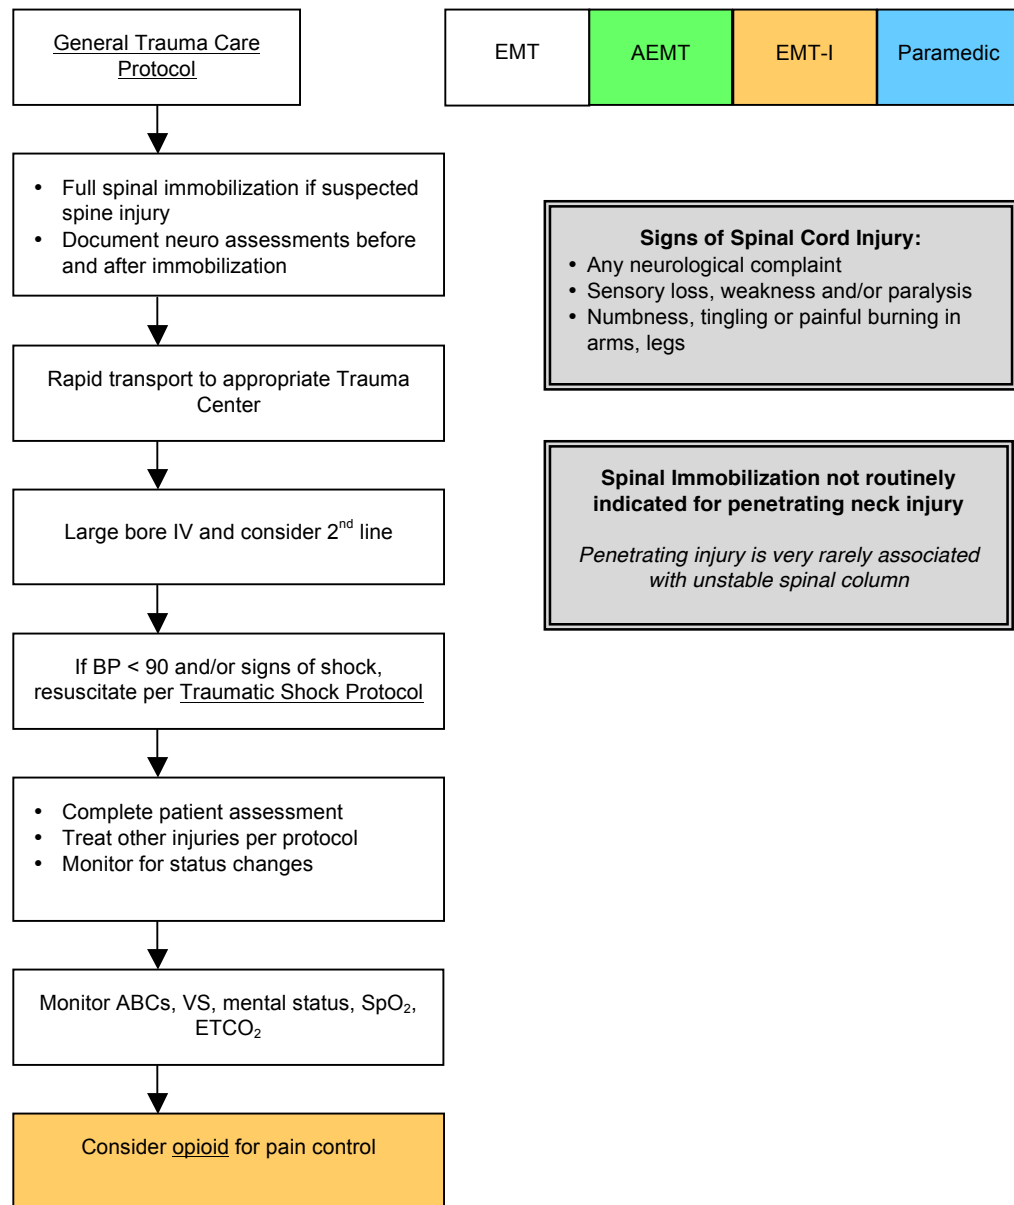 General Trauma Care
Protocol
EMT
AEMT
EMT-I
Paramedic
• Full spinal immobilization if suspected
spine injury
• Document neuro assessments before
and after immobilization
Signs of Spinal Cord Injury:
• Any neurological complaint
• Sensory loss, weakness and/or paralysis
• Numbness, tingling or painful burning in
arms, legs
Rapid transport to appropriate Trauma
Center
Spinal Immobilization not routinely
indicated for penetrating neck injury
Penetrating injury is very rarely associated
with unstable spinal column
Large bore IV and consider 2nd line
If BP < 90 and/or signs of shock,
resuscitate per Traumatic Shock Protocol
• Complete patient assessment
• Treat other injuries per protocol
• Monitor for status changes
Monitor ABCs, VS, mental status, SpO₂,
ETCO₂
Consider opioid for pain control